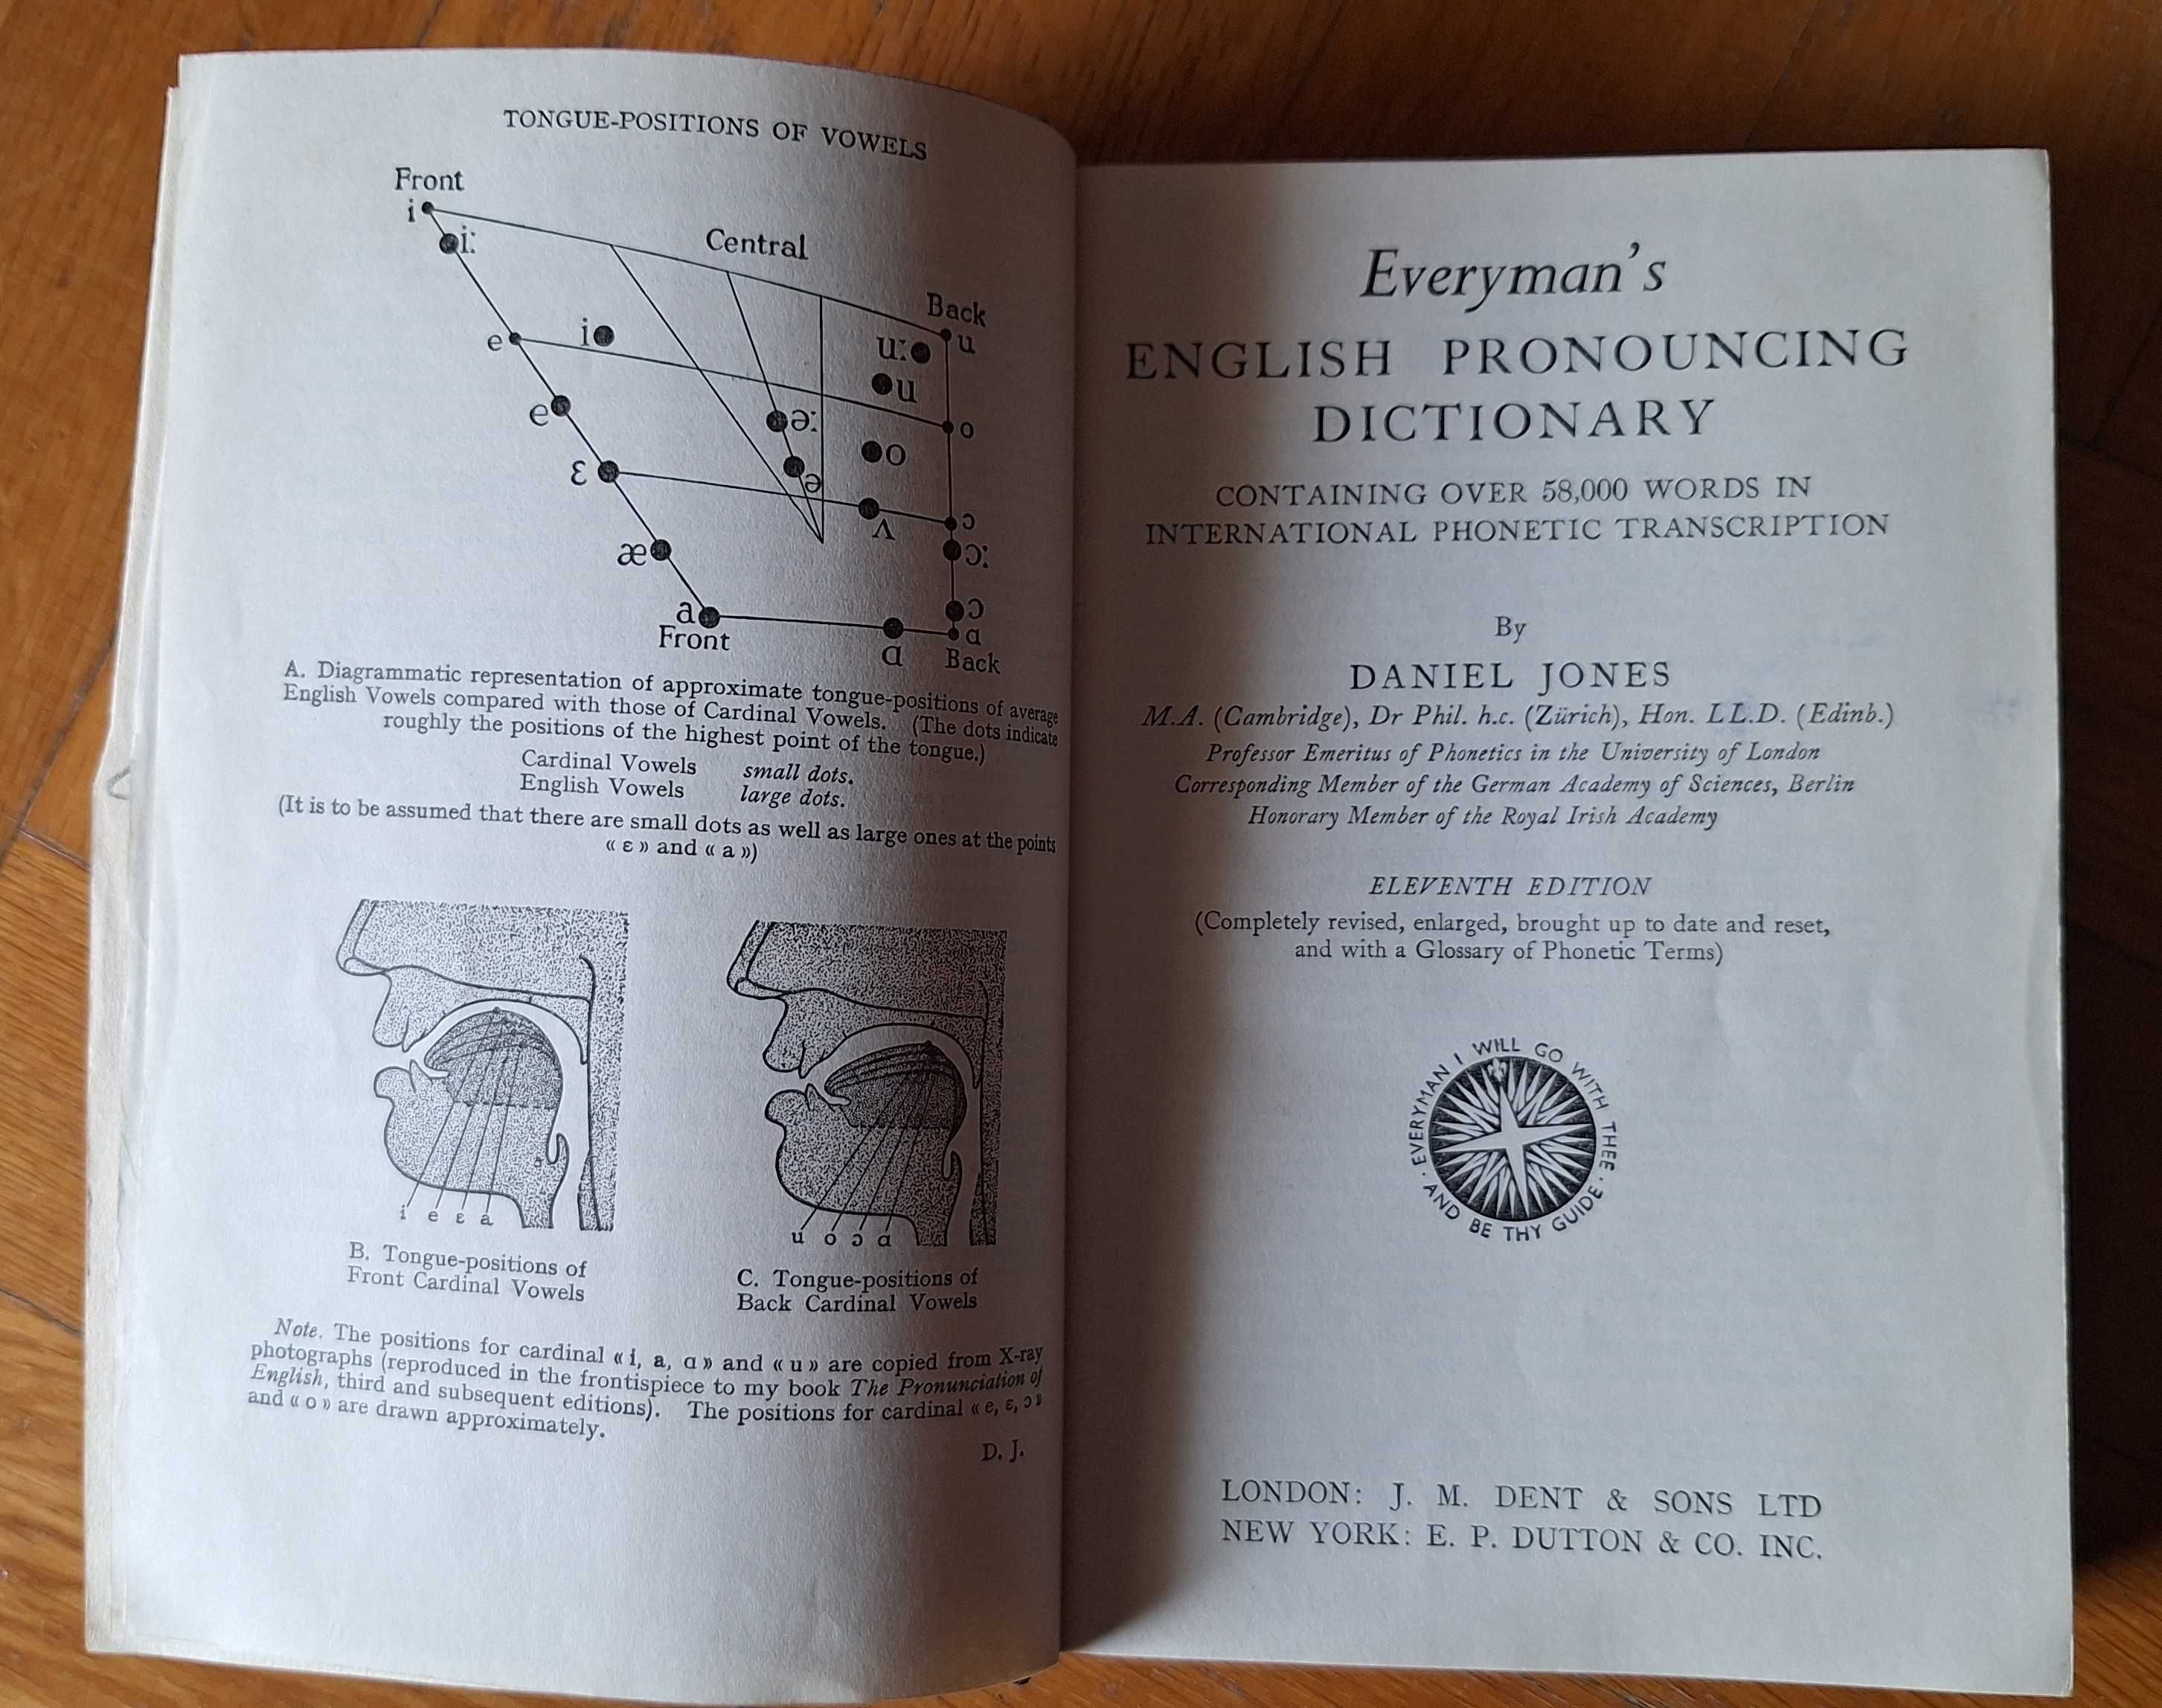 TONGUE-POSITIONS OF VOWELS
Front
i
i:
Central
Back
e
i
u:
u
u
e
ə:
o
o
ɛ
ə
ʌ
ɔ
æ
ɔ:
a
ɔ
ɑ
Front
ɑ
Back
A. Diagrammatic representation of approximate tongue-positions of average
English Vowels compared with those of Cardinal Vowels. (The dots indicate
roughly the positions of the highest point of the tongue.)
Cardinal Vowels small dots.
English Vowels large dots.
(It is to be assumed that there are small dots as well as large ones at the points
« ɛ » and « a »)
i e ɛ a
B. Tongue-positions of
Front Cardinal Vowels
u o ɔ ɑ
C. Tongue-positions of
Back Cardinal Vowels
Note. The positions for cardinal « i, a, ɑ » and « u » are copied from X-ray
photographs (reproduced in the frontispiece to my book The Pronunciation of
English, third and subsequent editions). The positions for cardinal « e, ɛ, ɔ »
and « o » are drawn approximately.
D. J.
Everyman's
ENGLISH PRONOUNCING
DICTIONARY
CONTAINING OVER 58,000 WORDS IN
INTERNATIONAL PHONETIC TRANSCRIPTION
By
DANIEL JONES
M.A. (Cambridge), Dr Phil. h.c. (Zürich), Hon. LL.D. (Edinb.)
Professor Emeritus of Phonetics in the University of London
Corresponding Member of the German Academy of Sciences, Berlin
Honorary Member of the Royal Irish Academy
ELEVENTH EDITION
(Completely revised, enlarged, brought up to date and reset,
and with a Glossary of Phonetic Terms)
EVERYMAN I WILL GO WITH THEE · AND BE THY GUIDE ·
LONDON: J. M. DENT & SONS LTD
NEW YORK: E. P. DUTTON & CO. INC.